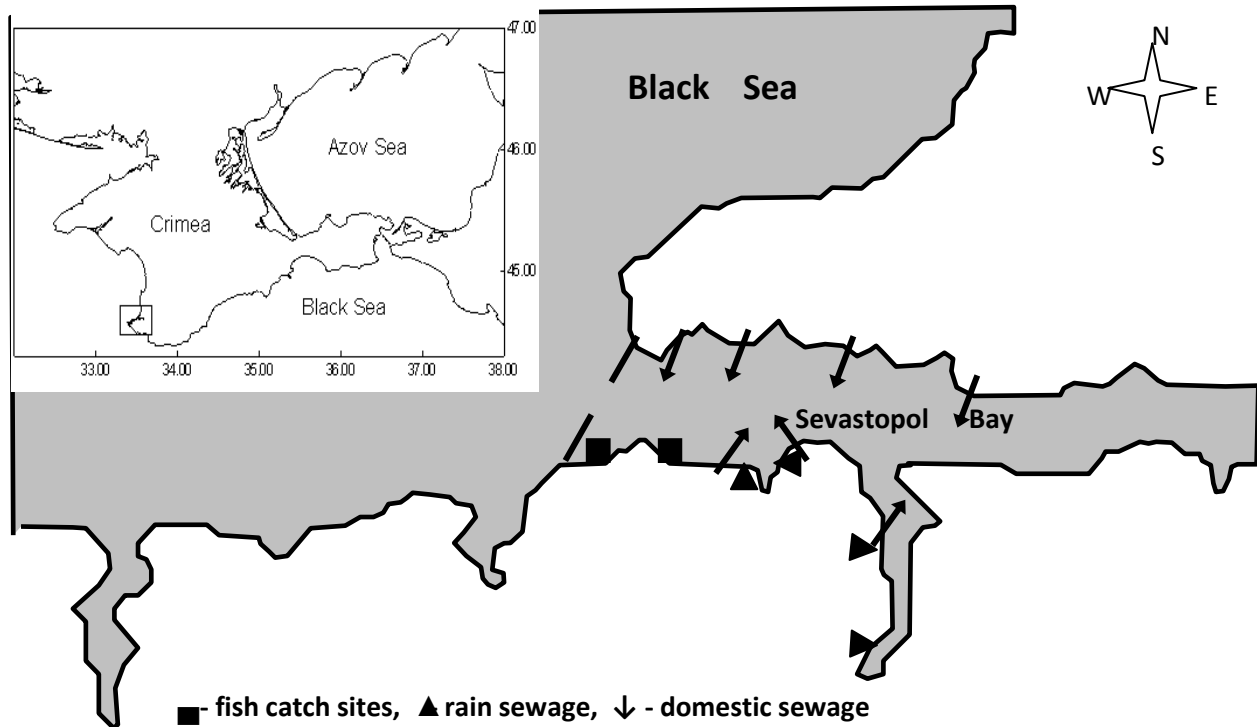 47.00
46.00
45.00
33.00 34.00 35.00 36.00 37.00 38.00
Azov Sea
Crimea
Black Sea
Black Sea
N
W E
S
Sevastopol Bay
- fish catch sites, rain sewage, - domestic sewage